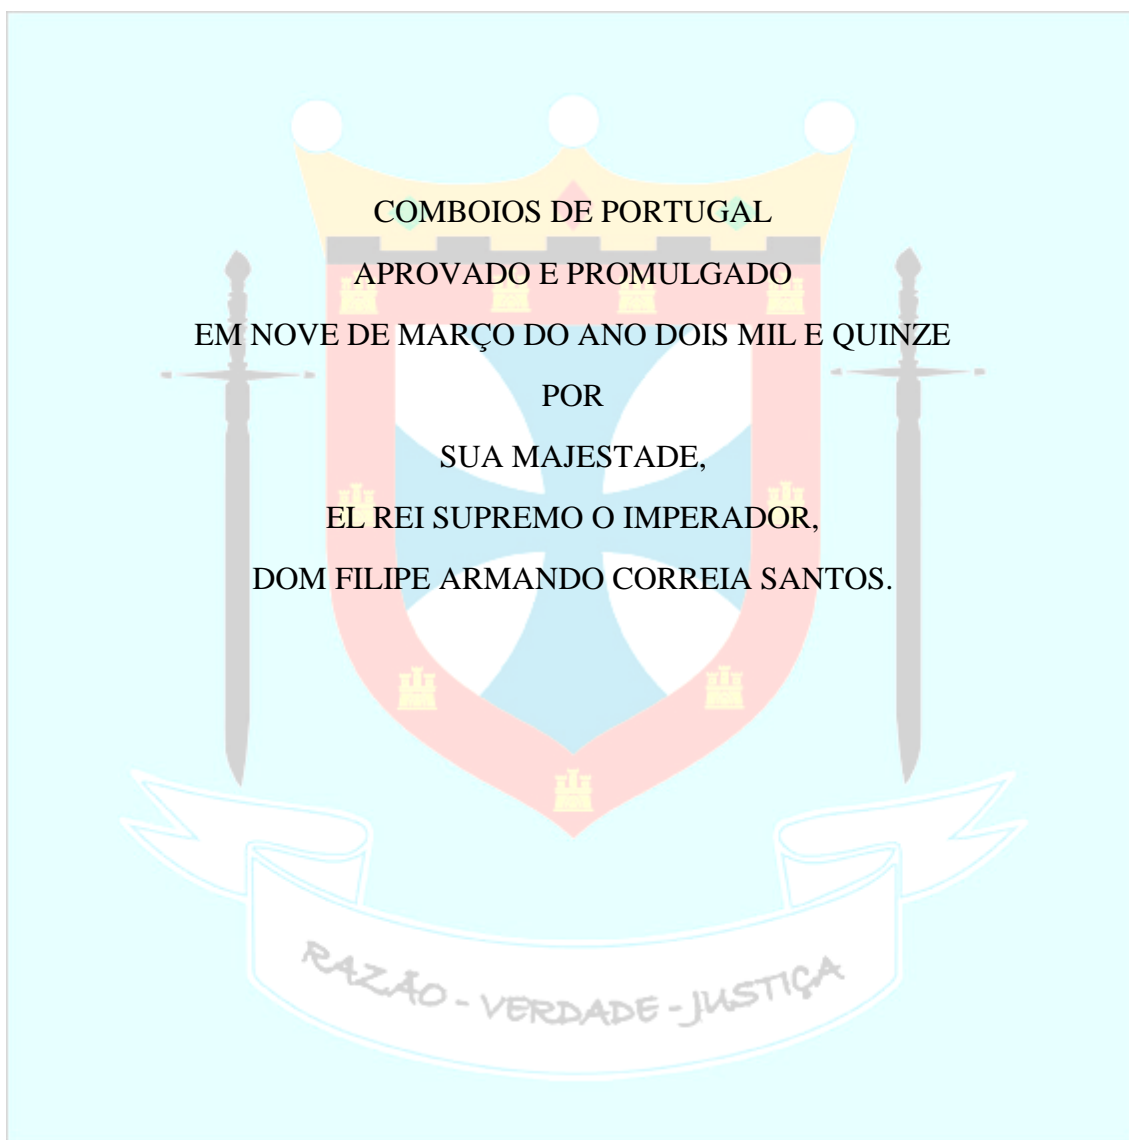 COMBOIOS DE PORTUGAL
APROVADO E PROMULGADO
EM NOVE DE MARÇO DO ANO DOIS MIL E QUINZE
POR
SUA MAJESTADE,
EL REI SUPREMO O IMPERADOR,
DOM FILIPE ARMANDO CORREIA SANTOS.
RAZÃO - VERDADE - JUSTIÇA